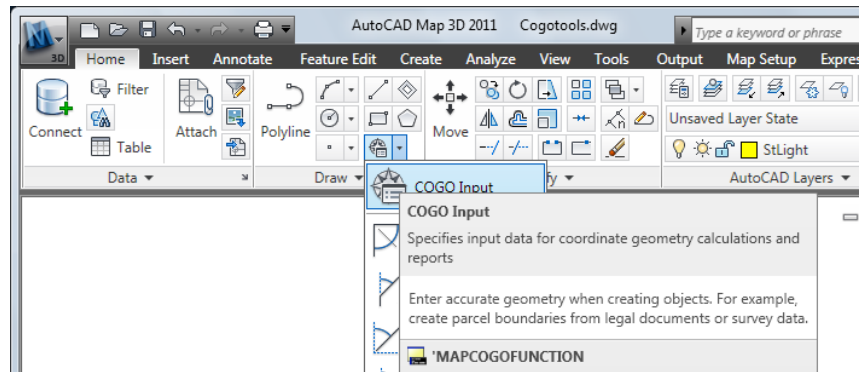 AutoCAD Map 3D 2011 Cogotools.dwg Type a keyword or phrase
3D Home Insert Annotate Feature Edit Create Analyze View Tools Output Map Setup Expres
Filter
Connect Table Attach Polyline Move Unsaved Layer State
StLight
Data Draw fy AutoCAD Layers
COGO Input
COGO Input
Specifies input data for coordinate geometry calculations and
reports
Enter accurate geometry when creating objects. For example,
create parcel boundaries from legal documents or survey data.
'MAPCOGOFUNCTION